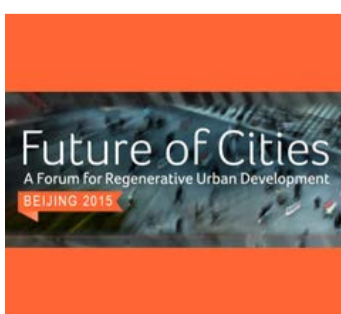 Future of Cities
A Forum for Regenerative Urban Development
BEIJING 2015